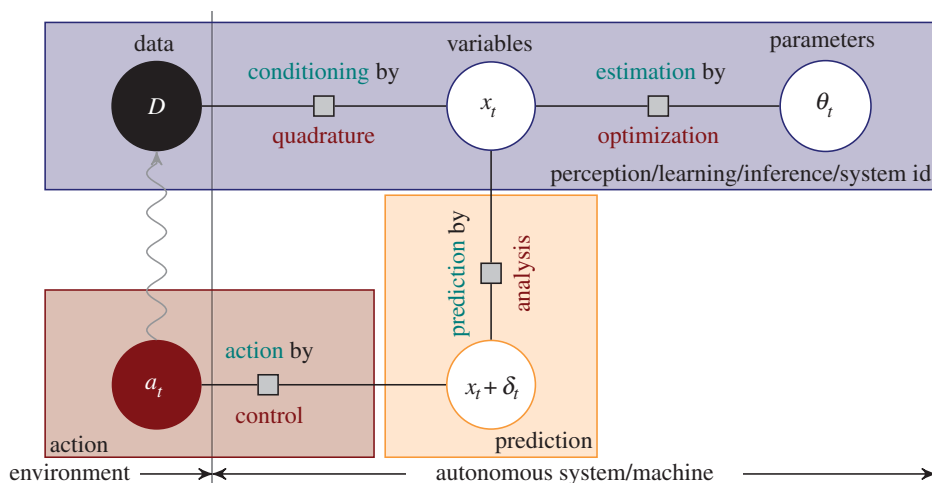 data
variables
parameters
conditioning by
estimation by
D
x_t
θ_t
quadrature
optimization
perception/learning/inference/system id
prediction by
analysis
action by
a_t
x_t + δ_t
control
action
prediction
environment
autonomous system/machine